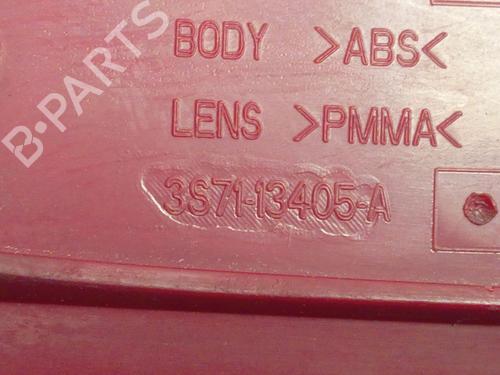 B-PARTS
BODY >ABS<
LENS >PMMA<
3S71-13405-A